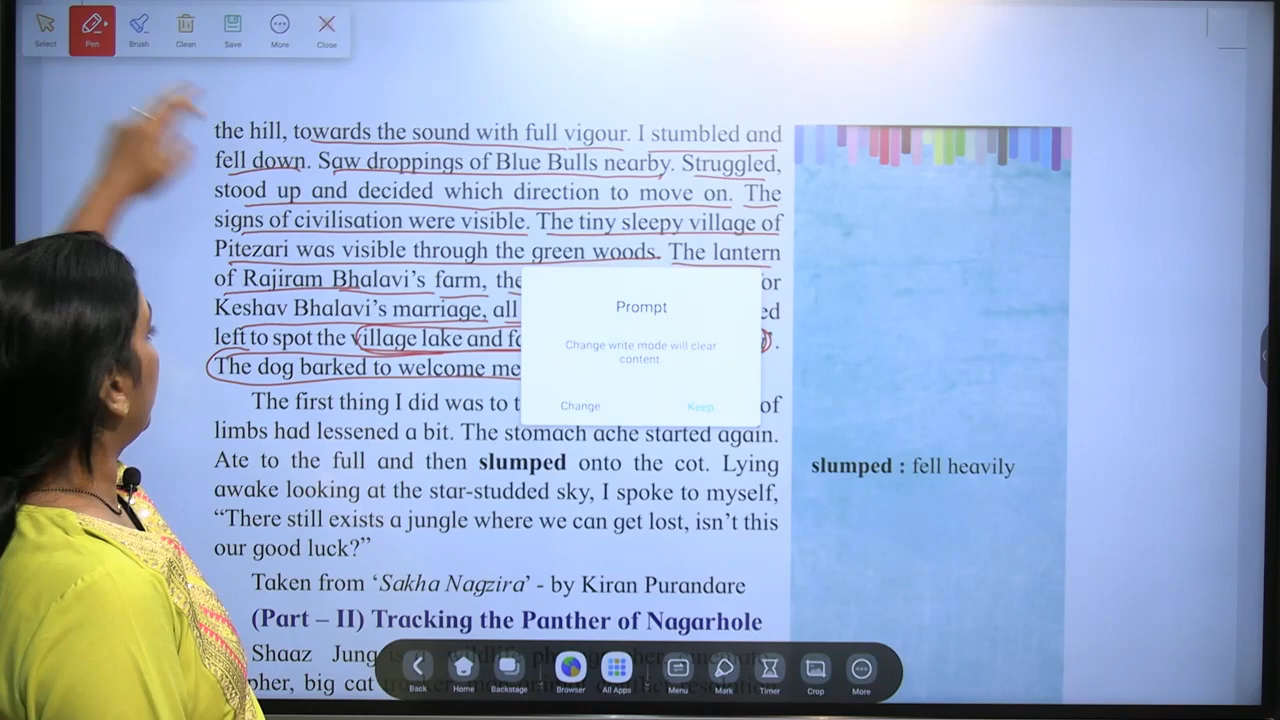 Select Pen Brush Clean Save More Close
the hill, towards the sound with full vigour. I stumbled and
fell down. Saw droppings of Blue Bulls nearby. Struggled,
stood up and decided which direction to move on. The
signs of civilisation were visible. The tiny sleepy village of
Pitezari was visible through the green woods. The lantern
of Rajiram Bhalavi's farm, the or
Keshav Bhalavi's marriage, all ed
left to spot the village lake and
The dog barked to welcome me
Prompt
Change write mode will clear
content
Change Keep
The first thing I did was to of
limbs had lessened a bit. The stomach ache started again.
Ate to the full and then slumped onto the cot. Lying
awake looking at the star-studded sky, I spoke to myself,
“There still exists a jungle where we can get lost, isn't this
our good luck?”
slumped : fell heavily
Taken from ‘Sakha Nagzira’ - by Kiran Purandare
(Part – II) Tracking the Panther of Nagarhole
Shaaz Jung
pher, big cat
Back Home Backstage Browser All Apps Menu Mark Timer Crop More